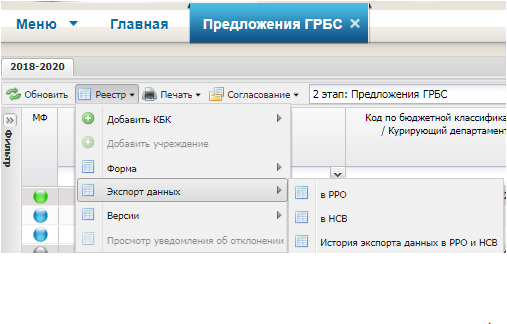 Меню Главная Предложения ГРБС
2018-2020
Обновить Реестр Печать Согласование 2 этап: Предложения ГРБС
МФ Код по бюджетной классифика
/ Курирующий департамент
Фильтр
Добавить КБК
Добавить учреждение
Форма
Экспорт данных
в РРО
Версии
в НСВ
Просмотр уведомления об отклонении
История экспорта данных в РРО и НСВ